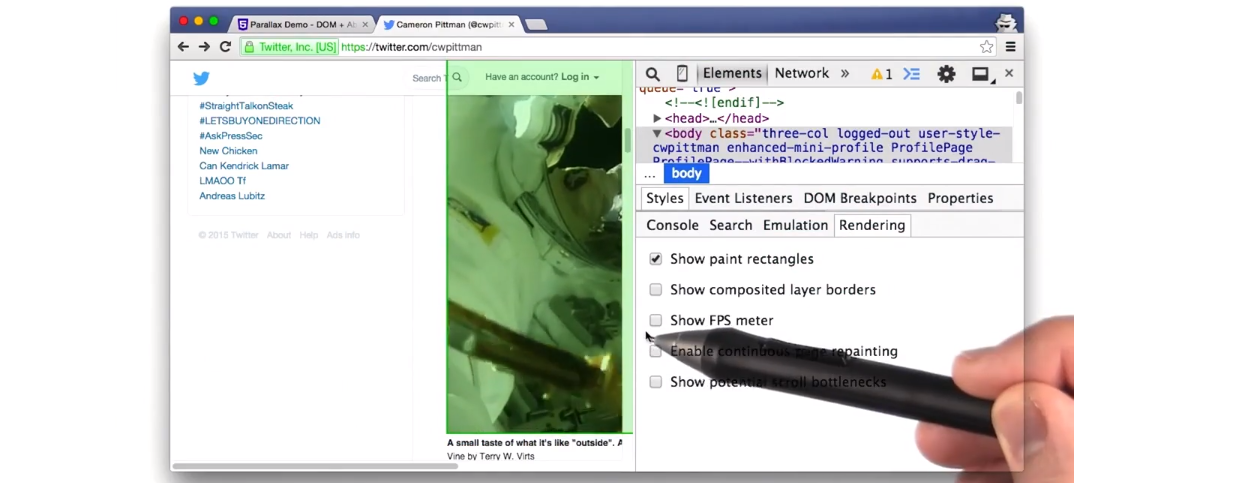 Parallax Demo - DOM + Ab
Cameron Pittman (@cwpitt
Twitter, Inc. [US] https://twitter.com/cwpittman
Search T
Have an account? Log in
#StraightTalkonSteak
#LETSBUYONEDIRECTION
#AskPressSec
New Chicken
Can Kendrick Lamar
LMAOO Tf
Andreas Lubitz
© 2015 Twitter About Help Ads info
A small taste of what it's like "outside". A
Vine by Terry W. Virts
Elements Network » 1
queue="true">
<!--<![endif]-->
<head>…</head>
<body class="three-col logged-out user-style-
cwpittman enhanced-mini-profile ProfilePage
ProfilePage--withBlockedWarning supports-drag-
... body
Styles Event Listeners DOM Breakpoints Properties
Console Search Emulation Rendering
Show paint rectangles
Show composited layer borders
Show FPS meter
Enable continuous page repainting
Show potential scroll bottlenecks